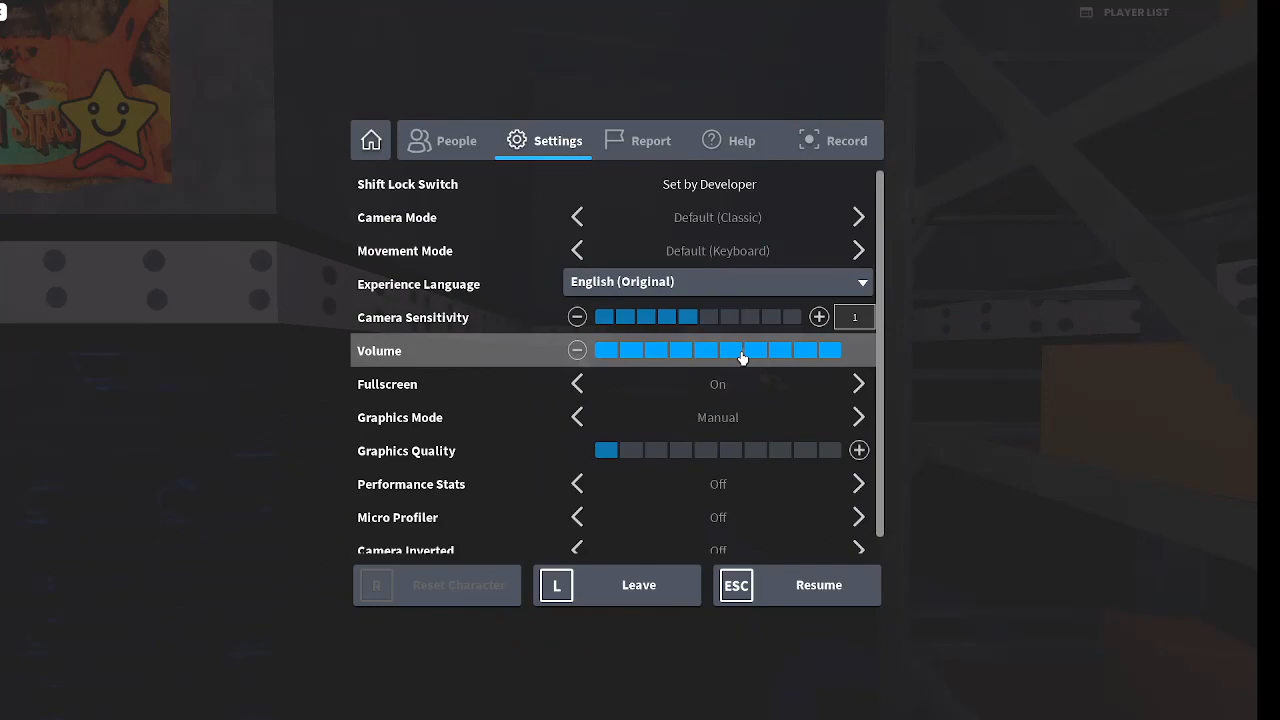 PLAYER LIST
People
Settings
Report
Help
Record
Shift Lock Switch
Set by Developer
Camera Mode
Default (Classic)
Movement Mode
Default (Keyboard)
Experience Language
English (Original)
Camera Sensitivity
1
Volume
Fullscreen
On
Graphics Mode
Manual
Graphics Quality
Performance Stats
Off
Micro Profiler
Off
Camera Inverted
Off
R
Reset Character
L
Leave
ESC
Resume